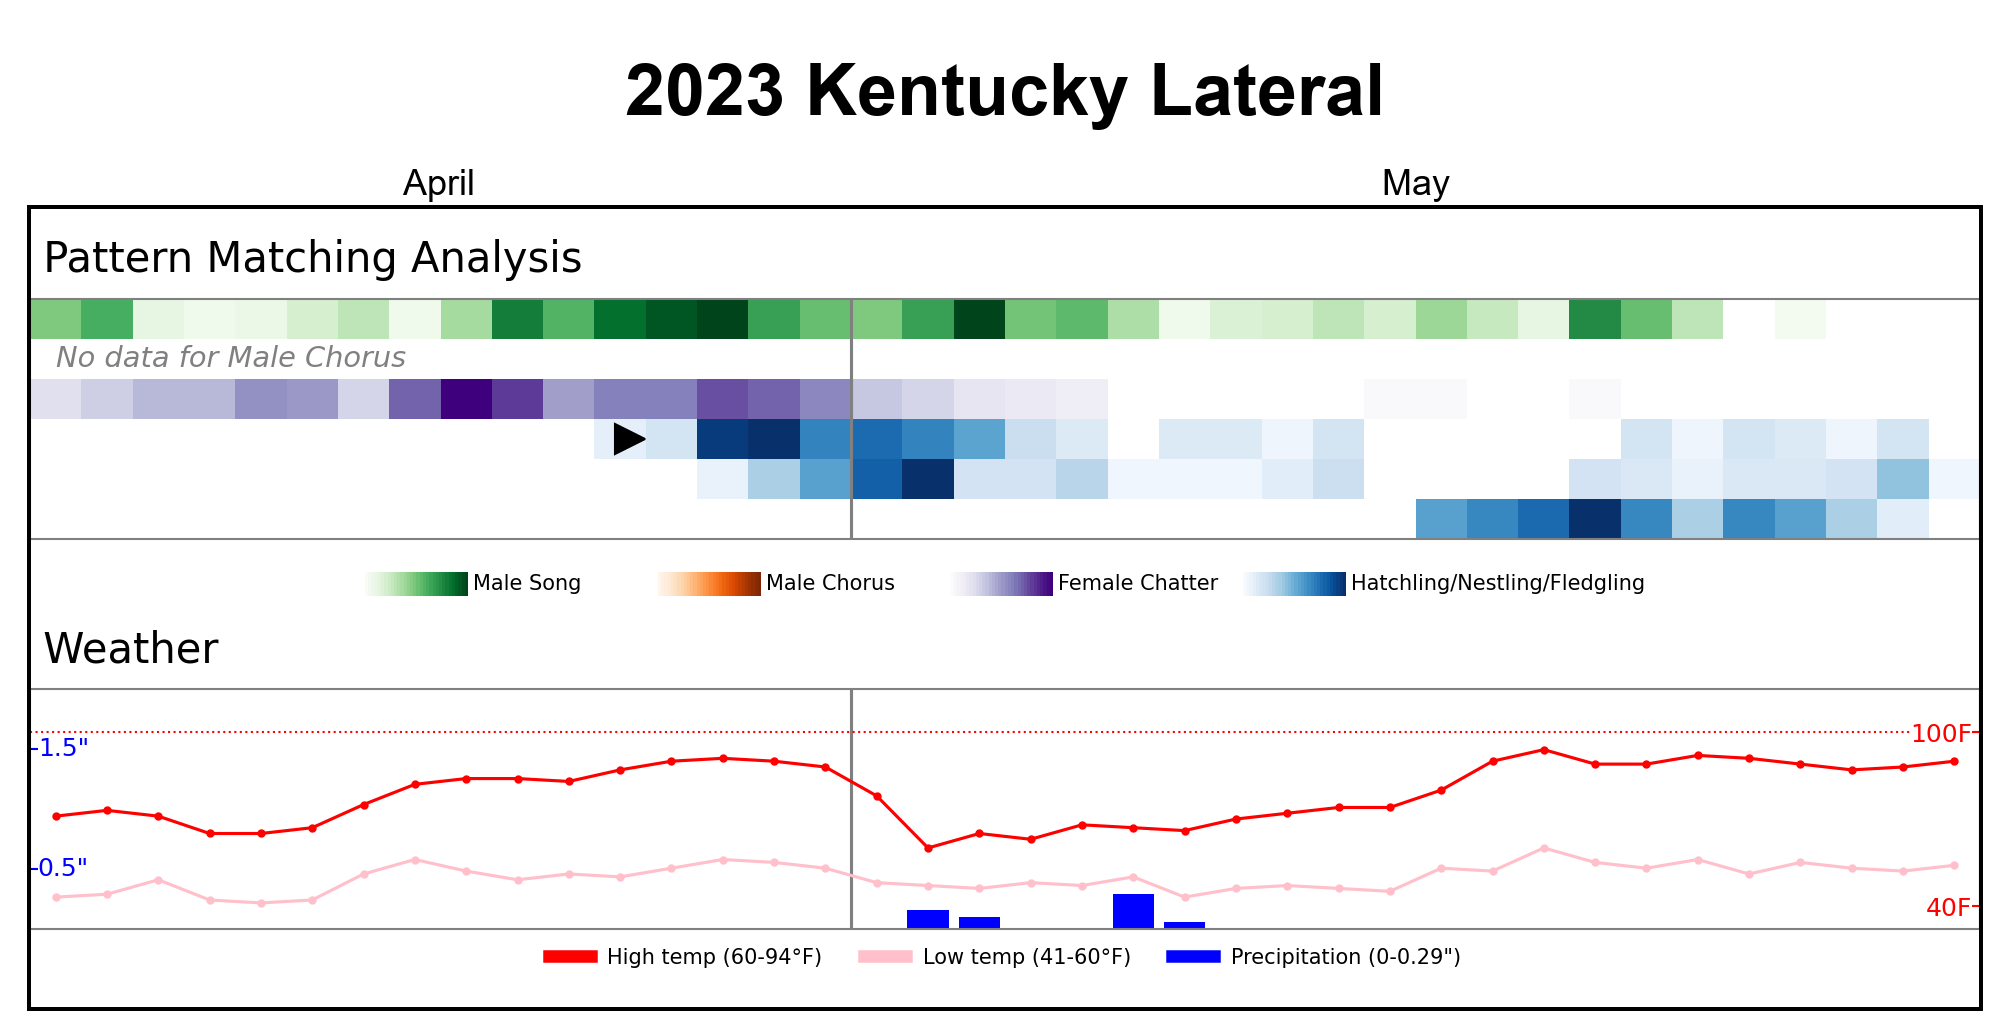 2023 Kentucky Lateral
April
May
Pattern Matching Analysis
No data for Male Chorus
Male Song
Male Chorus
Female Chatter
Hatchling/Nestling/Fledgling
Weather
1.5"
100F
0.5"
40F
High temp (60-94°F)
Low temp (41-60°F)
Precipitation (0-0.29")